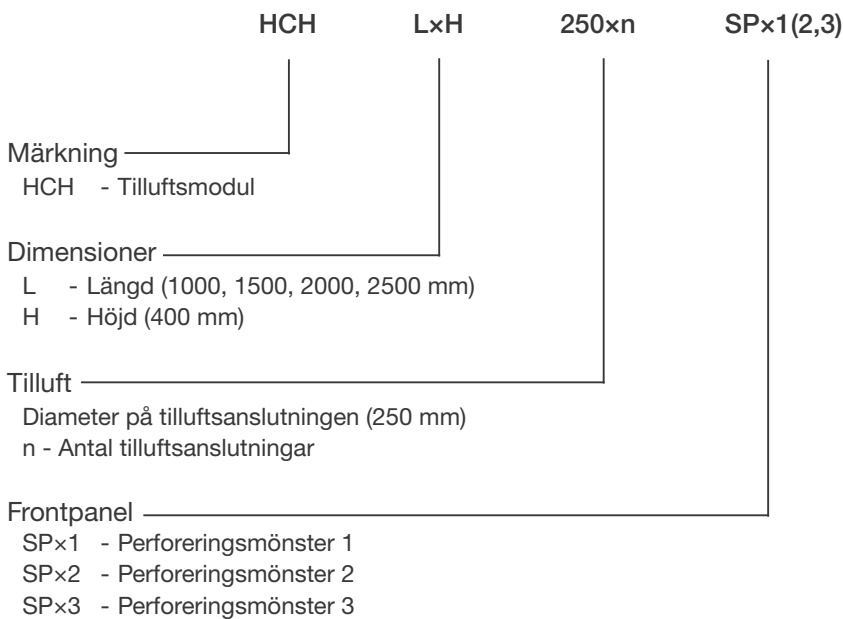 HCH L×H 250×n SP×1(2,3)
Märkning
HCH - Tilluftsmodul
Dimensioner
L - Längd (1000, 1500, 2000, 2500 mm)
H - Höjd (400 mm)
Tilluft
Diameter på tilluftsanslutningen (250 mm)
n - Antal tilluftsanslutningar
Frontpanel
SP×1 - Perforeringsmönster 1
SP×2 - Perforeringsmönster 2
SP×3 - Perforeringsmönster 3